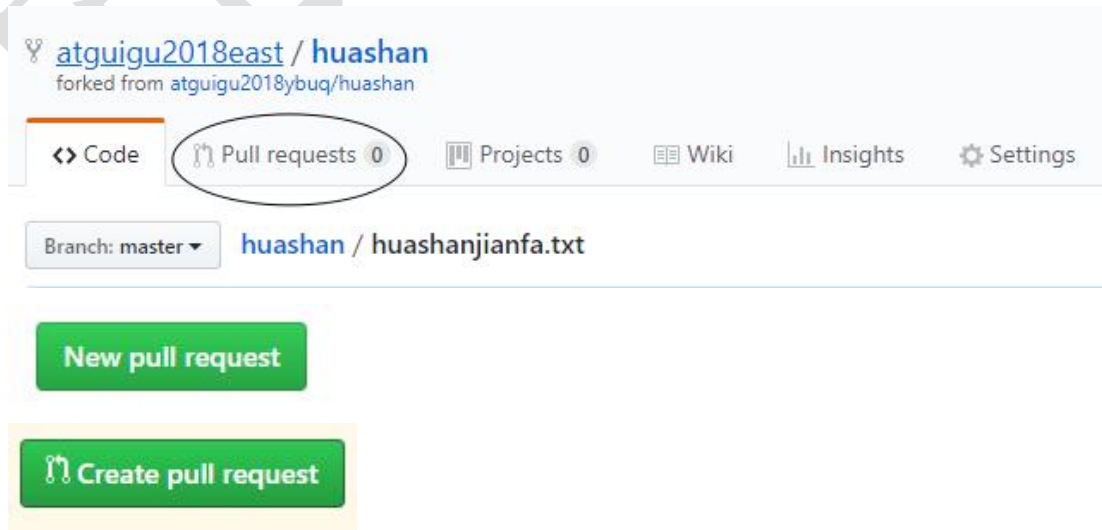 atguigu2018east / huashan
forked from atguigu2018ybuq/huashan
<> Code Pull requests 0 Projects 0 Wiki Insights Settings
Branch: master huashan / huashanjianfa.txt
New pull request
Create pull request